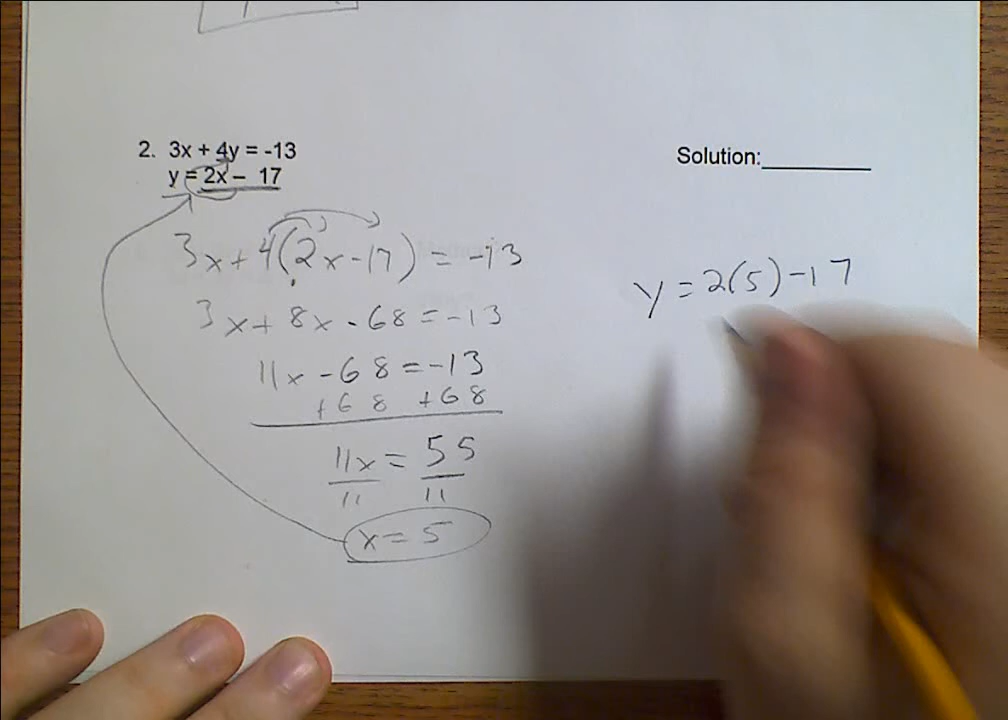 2. 3x + 4y = -13
y = 2x - 17
Solution:________
3x + 4(2x - 17) = -13
3x + 8x - 68 = -13
11x - 68 = -13
+68 +68
11x = 55
11 11
x = 5
y = 2(5) - 17